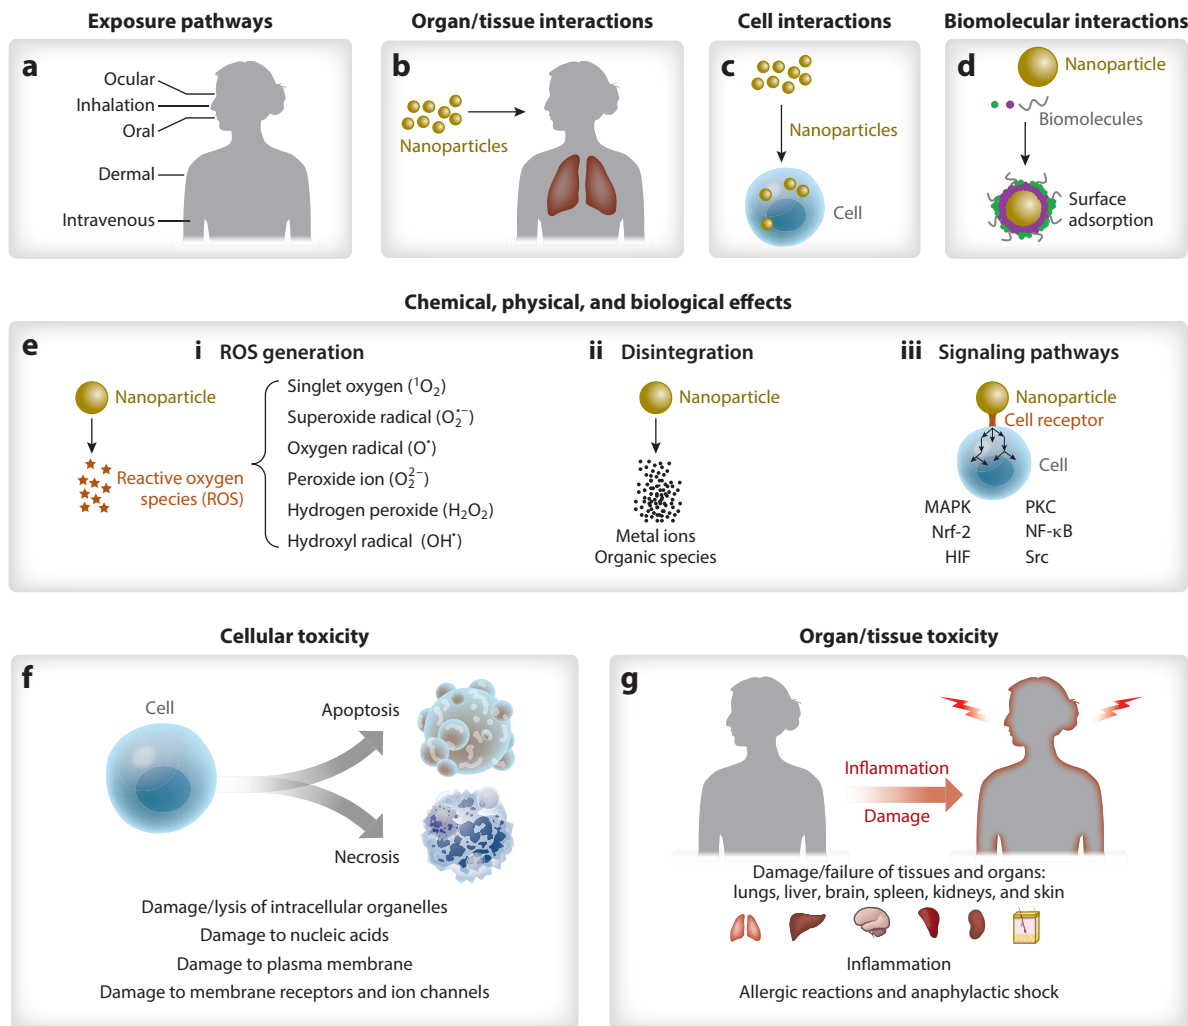 Exposure pathways
a
Ocular
Inhalation
Oral
Dermal
Intravenous
Organ/tissue interactions
b
Nanoparticles
Cell interactions
c
Nanoparticles
Cell
Biomolecular interactions
d
Nanoparticle
Biomolecules
Surface
adsorption
Chemical, physical, and biological effects
e
i ROS generation
Nanoparticle
Reactive oxygen
species (ROS)
Singlet oxygen (¹O₂)
Superoxide radical (O₂•⁻)
Oxygen radical (O•)
Peroxide ion (O₂²⁻)
Hydrogen peroxide (H₂O₂)
Hydroxyl radical (OH•)
ii Disintegration
Nanoparticle
Metal ions
Organic species
iii Signaling pathways
Nanoparticle
Cell receptor
Cell
MAPK PKC
Nrf-2 NF-κB
HIF Src
Cellular toxicity
f
Cell
Apoptosis
Necrosis
Damage/lysis of intracellular organelles
Damage to nucleic acids
Damage to plasma membrane
Damage to membrane receptors and ion channels
Organ/tissue toxicity
g
Inflammation
Damage
Damage/failure of tissues and organs:
lungs, liver, brain, spleen, kidneys, and skin
Inflammation
Allergic reactions and anaphylactic shock